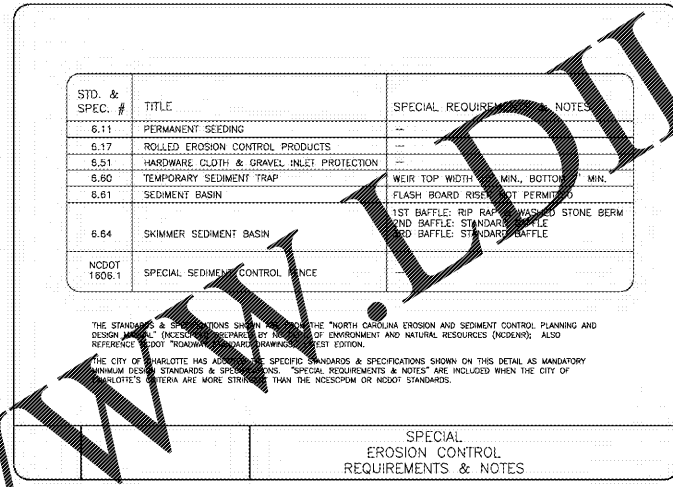 STD. &
SPEC. # TITLE SPECIAL REQUIREMENTS & NOTES
6.11 PERMANENT SEEDING --
6.17 ROLLED EROSION CONTROL PRODUCTS --
6.51 HARDWARE CLOTH & GRAVEL INLET PROTECTION --
6.60 TEMPORARY SEDIMENT TRAP WEIR TOP WIDTH MIN., BOTTOM MIN.
6.61 SEDIMENT BASIN FLASH BOARD RISER NOT PERMITTED
1ST BAFFLE: RIP RAP WASHED STONE BERM
6.64 SKIMMER SEDIMENT BASIN 2ND BAFFLE: STANDARD BAFFLE
3RD BAFFLE: STANDARD BAFFLE
NCDOT
1606.1 SPECIAL SEDIMENT CONTROL FENCE --
THE STANDARDS & SPECIFICATIONS SHOWN ARE FROM THE "NORTH CAROLINA EROSION AND SEDIMENT CONTROL PLANNING AND
DESIGN MANUAL" (NCESCPDM) PREPARED BY OF ENVIRONMENT AND NATURAL RESOURCES (NCDENR); ALSO
REFERENCE NCDOT "ROADWAY STANDARD DRAWINGS" LATEST EDITION.
THE CITY OF CHARLOTTE HAS ADOPTED THE SPECIFIC STANDARDS & SPECIFICATIONS SHOWN ON THIS DETAIL AS MANDATORY
MINIMUM DESIGN STANDARDS & SPECIFICATIONS. "SPECIAL REQUIREMENTS & NOTES" ARE INCLUDED WHEN THE CITY OF
CHARLOTTE'S CRITERIA ARE MORE STRINGENT THAN THE NCESCPDM OR NCDOT STANDARDS.
SPECIAL
EROSION CONTROL
REQUIREMENTS & NOTES
WWW.LDII